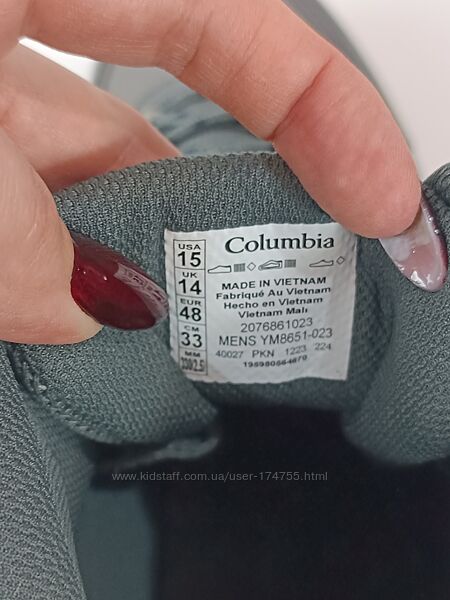 USA
15
UK
14
EUR
48
CM
33
MM
Columbia
MADE IN VIETNAM
Fabriqué Au Vietnam
Hecho en Vietnam
Vietnam Malı
2076861023
MENS YM8651-023
40027 PKN 1223 224
www.kidstaff.com.ua/user-174755.html